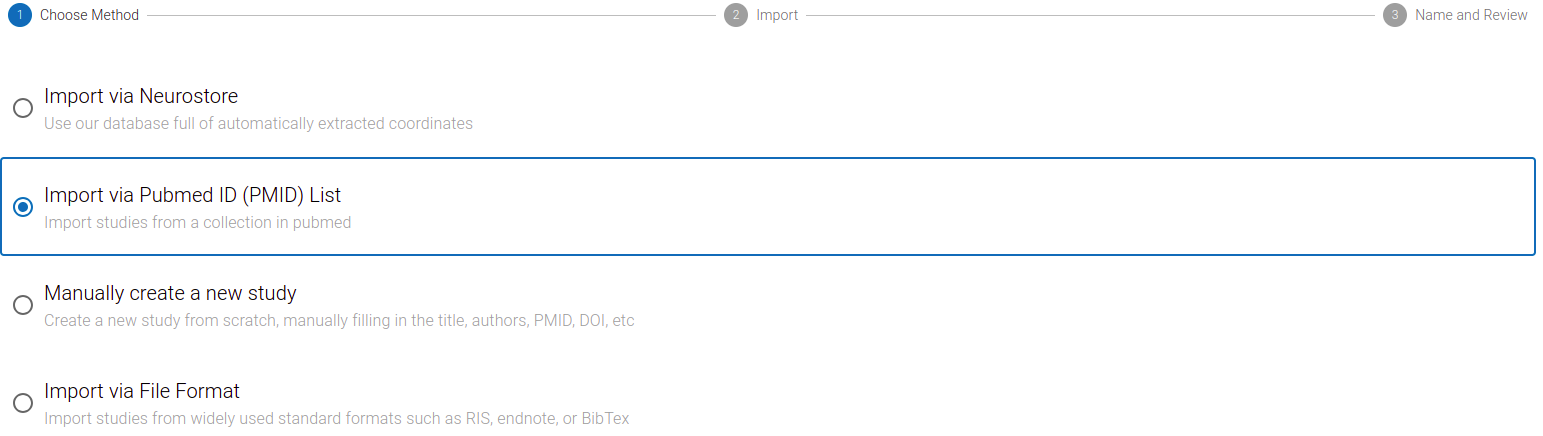 1 Choose Method 2 Import 3 Name and Review
Import via Neurostore
Use our database full of automatically extracted coordinates
Import via Pubmed ID (PMID) List
Import studies from a collection in pubmed
Manually create a new study
Create a new study from scratch, manually filling in the title, authors, PMID, DOI, etc
Import via File Format
Import studies from widely used standard formats such as RIS, endnote, or BibTex